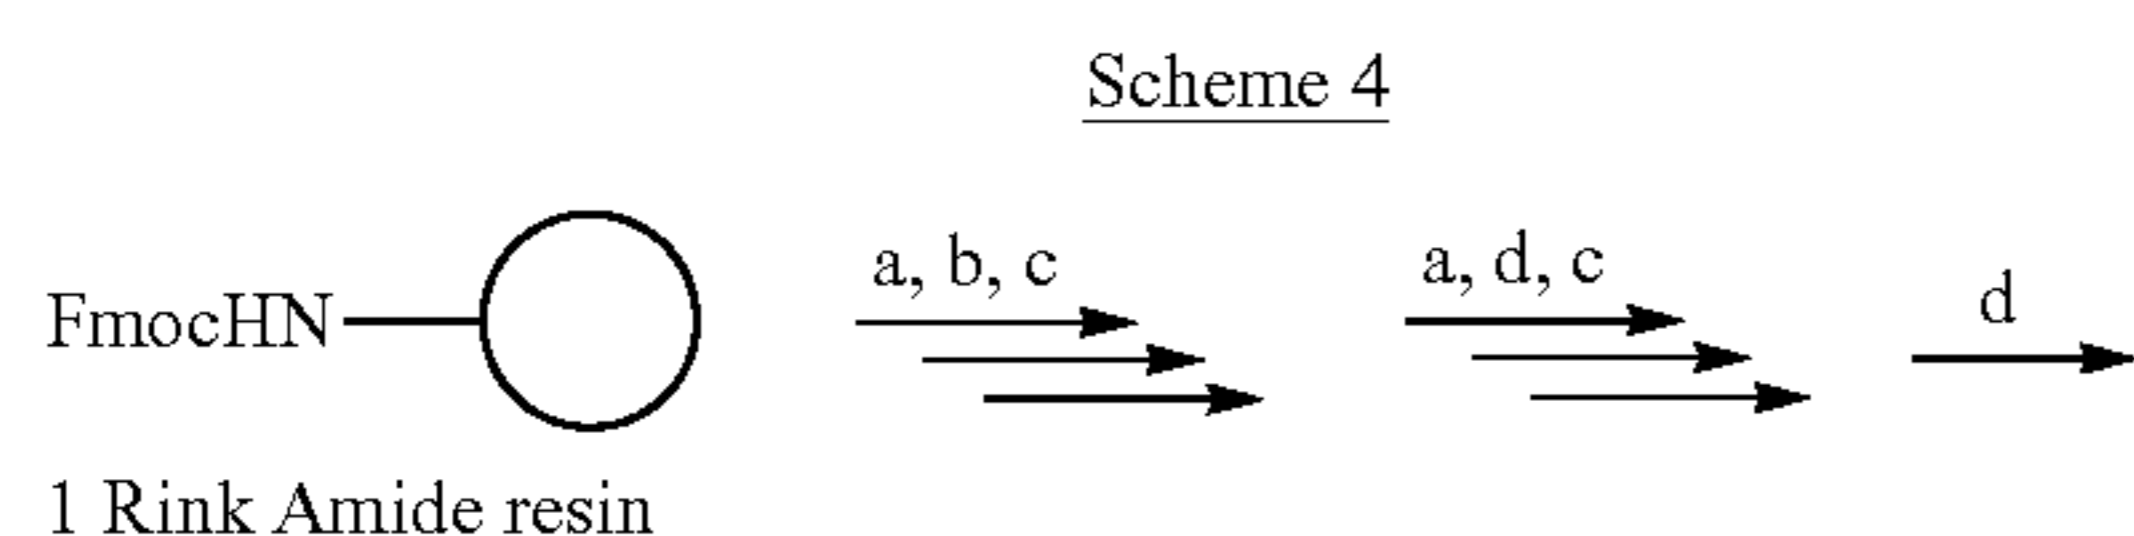 Scheme 4
a, b, c
a, d, c
d
FmocHN
1 Rink Amide resin